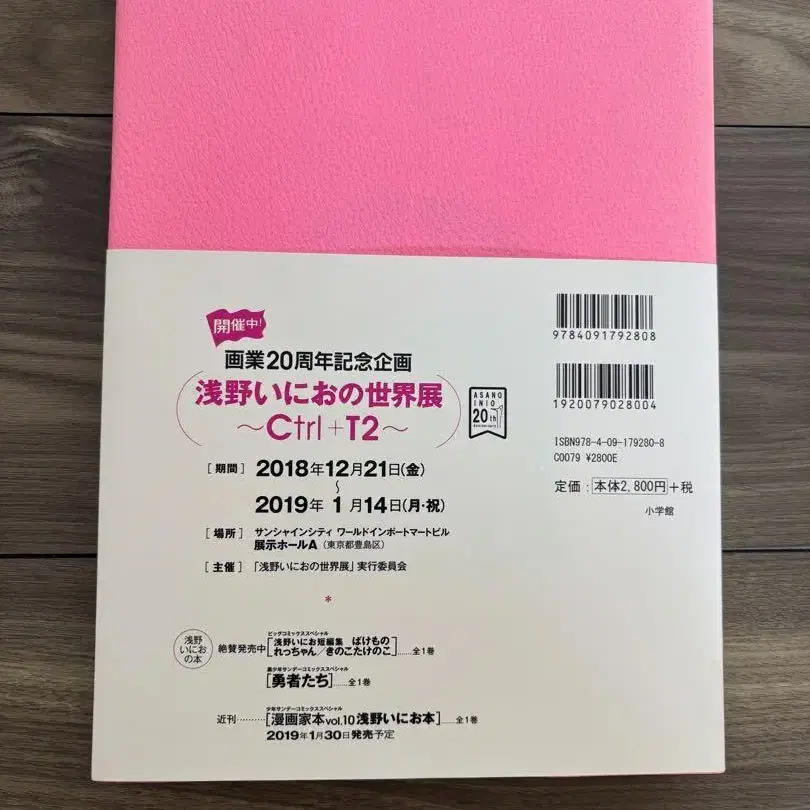 開催中!
画業20周年記念企画
浅野いにおの世界展
～Ctrl+T2～
ASANO
INIO
20th
Anniversary
[期間] 2018年12月21日(金)
～
2019年 1月14日(月・祝)
[場所] サンシャインシティ ワールドインポートマートビル
展示ホールA (東京都豊島区)
[主催] 「浅野いにおの世界展」実行委員会
*
浅野
いにお
の本
絶賛発売中
ビッグコミックススペシャル
[浅野いにお短編集 ばけもの
れっちゃん/きのこたけのこ]......全1巻
裏少年サンデーコミックススペシャル
[勇者たち]......全1巻
少年サンデーコミックススペシャル
近刊..........[漫画家本vol.10浅野いにお本]....全1巻
2019年1月30日発売予定
9784091792808
1920079028004
ISBN978-4-09-179280-8
C0079 ¥2800E
定価:本体2,800円+税
小学館